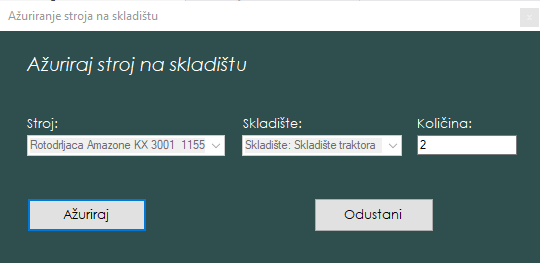 Ažuriranje stroja na skladištu
Ažuriraj stroj na skladištu
Stroj: Skladište: Količina:
Rotodrljaca Amazone KX 3001 1155 Skladište: Skladište traktora 2
Ažuriraj Odustani